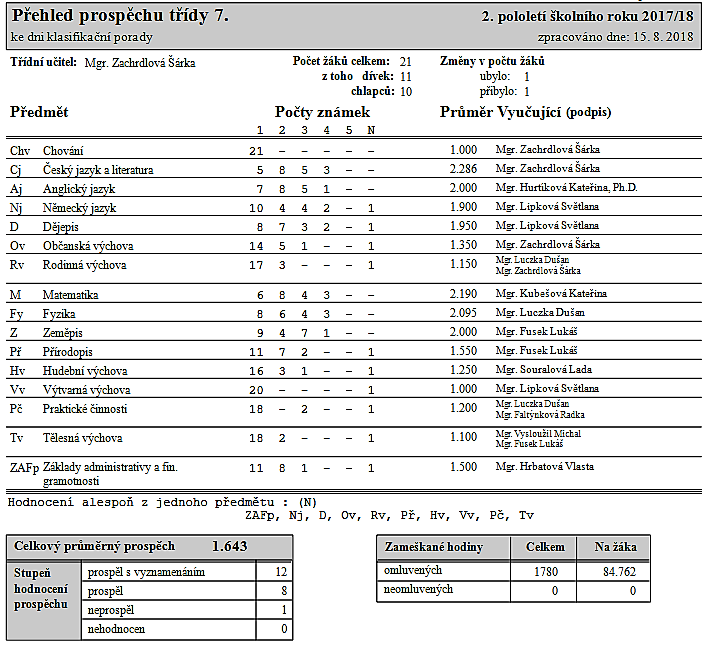 Přehled prospěchu třídy 7. 2. pololetí školního roku 2017/18
ke dni klasifikační porady zpracováno dne: 15. 8. 2018
Třídní učitel: Mgr. Zachrdlová Šárka Počet žáků celkem: 21 Změny v počtu žáků
z toho dívek: 11 ubylo: 1
chlapců: 10 přibylo: 1
Předmět Počty známek Průměr Vyučující (podpis)
1 2 3 4 5 N
Chv Chování 21 – – – – – 1.000 Mgr. Zachrdlová Šárka
Cj Český jazyk a literatura 5 8 5 3 – – 2.286 Mgr. Zachrdlová Šárka
Aj Anglický jazyk 7 8 5 1 – – 2.000 Mgr. Hurtíková Kateřina, Ph.D.
Nj Německý jazyk 10 4 4 2 – 1 1.900 Mgr. Lipková Světlana
D Dějepis 8 7 3 2 – 1 1.950 Mgr. Lipková Světlana
Ov Občanská výchova 14 5 1 – – 1 1.350 Mgr. Zachrdlová Šárka
Rv Rodinná výchova 17 3 – – – 1 1.150 Mgr. Luczka Dušan
Mgr. Zachrdlová Šárka
M Matematika 6 8 4 3 – – 2.190 Mgr. Kubešová Kateřina
Fy Fyzika 8 6 4 3 – – 2.095 Mgr. Luczka Dušan
Z Zeměpis 9 4 7 1 – – 2.000 Mgr. Fusek Lukáš
Př Přírodopis 11 7 2 – – 1 1.550 Mgr. Fusek Lukáš
Hv Hudební výchova 16 3 1 – – 1 1.250 Mgr. Souralová Lada
Vv Výtvarná výchova 20 – – – – 1 1.000 Mgr. Lipková Světlana
Pč Praktické činnosti 18 – 2 – – 1 1.200 Mgr. Luczka Dušan
Mgr. Faltýnková Radka
Tv Tělesná výchova 18 2 – – – 1 1.100 Mgr. Vysloužil Michal
Mgr. Fusek Lukáš
ZAFp Základy administrativy a fin. 11 8 1 – – 1 1.500 Mgr. Hrbatová Vlasta
gramotnosti
Hodnocení alespoň z jednoho předmětu : (N)
ZAFp, Nj, D, Ov, Rv, Př, Hv, Vv, Pč, Tv
Celkový průměrný prospěch 1.643
Stupeň hodnocení prospěchu
prospěl s vyznamenáním 12
prospěl 8
neprospěl 1
nehodnocen 0
Zameškané hodiny Celkem Na žáka
omluvených 1780 84.762
neomluvených 0 0